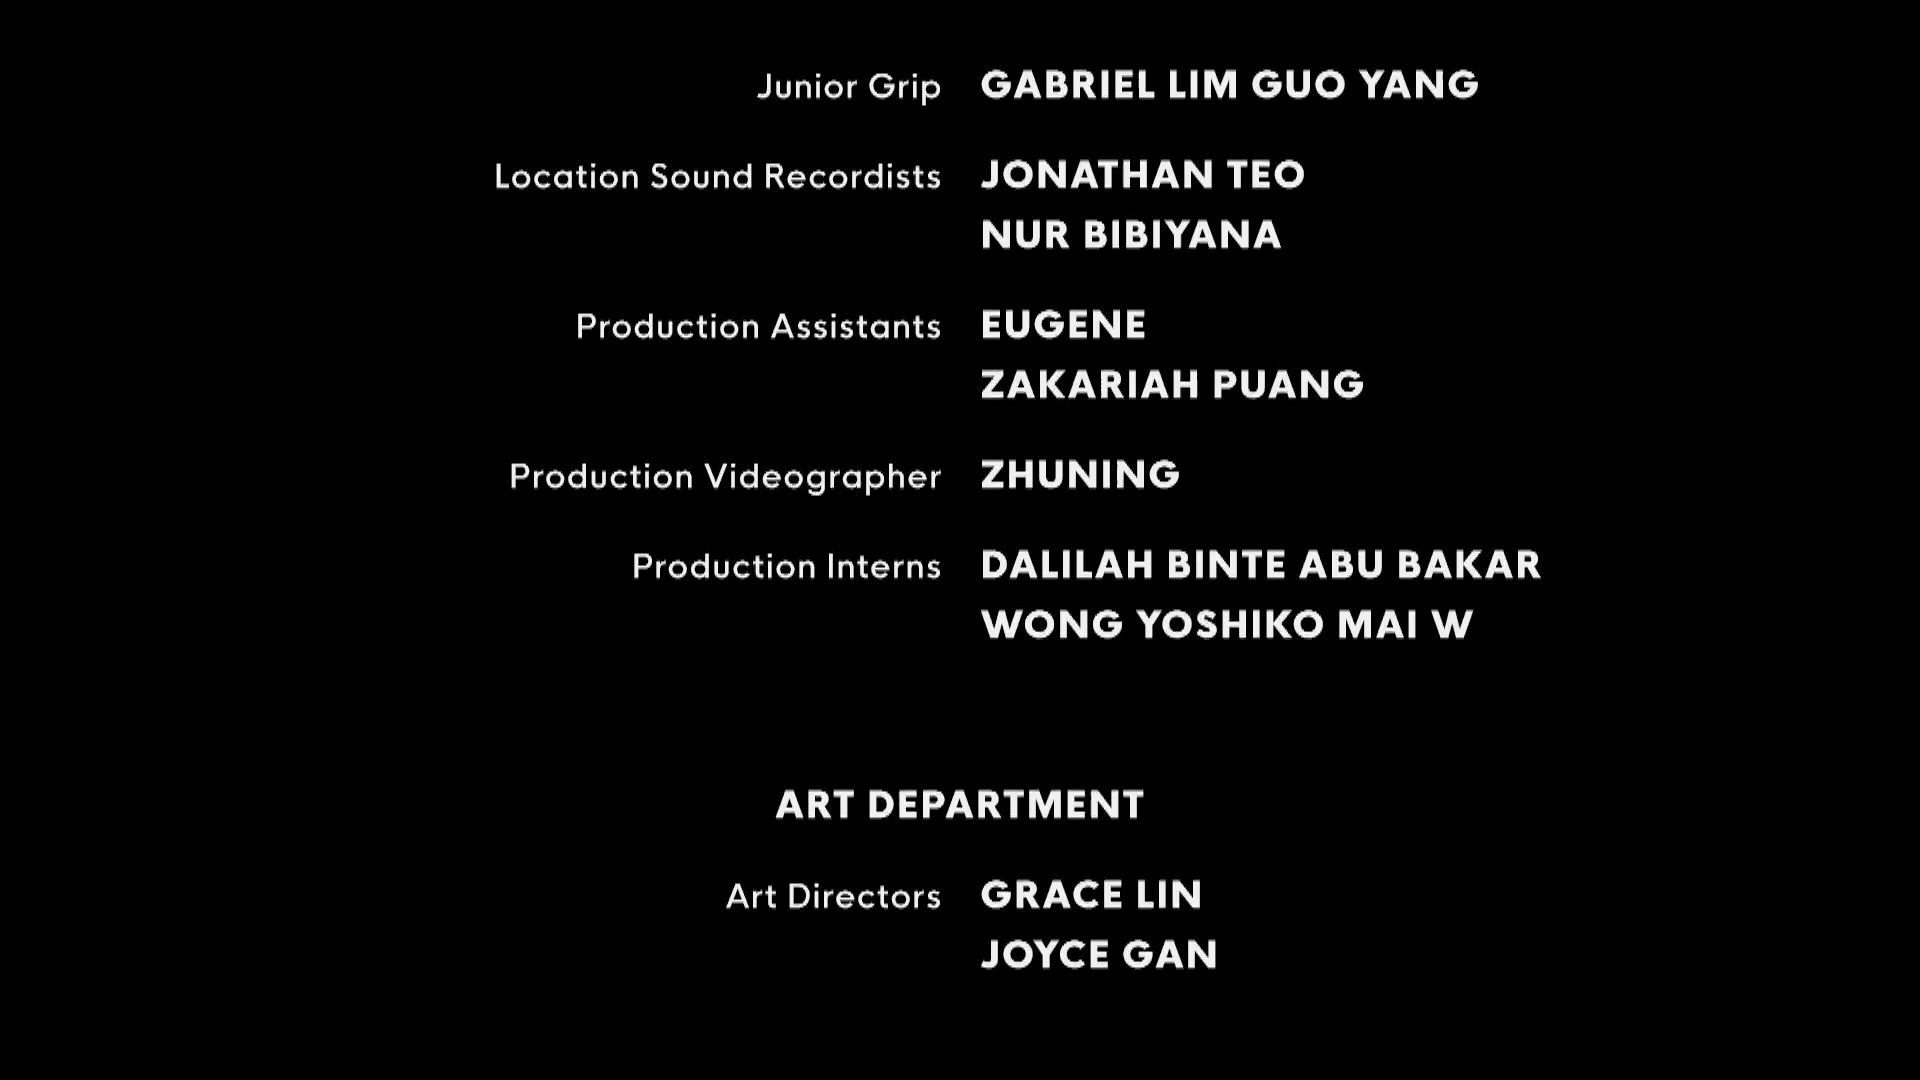 Junior Grip GABRIEL LIM GUO YANG
Location Sound Recordists JONATHAN TEO
NUR BIBIYANA
Production Assistants EUGENE
ZAKARIAH PUANG
Production Videographer ZHUNING
Production Interns DALILAH BINTE ABU BAKAR
WONG YOSHIKO MAI W
ART DEPARTMENT
Art Directors GRACE LIN
JOYCE GAN